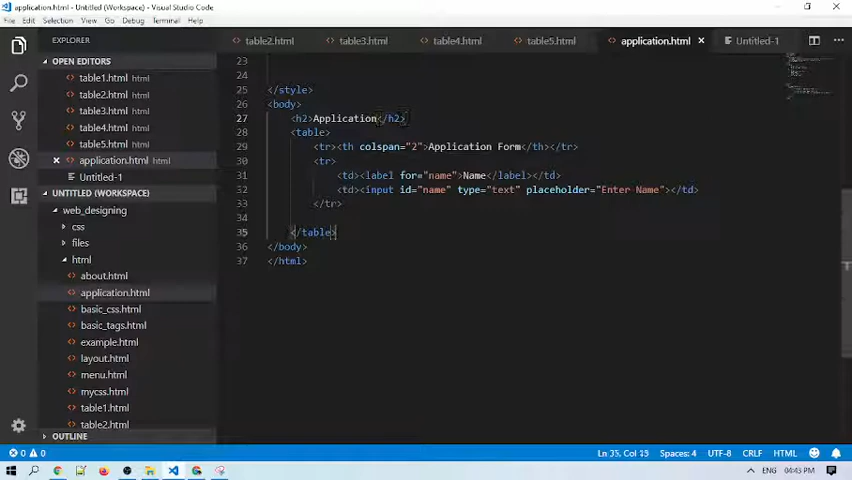 application.html - Untitled (Workspace) - Visual Studio Code
File Edit Selection View Go Debug Terminal Help
EXPLORER
table2.html table3.html table4.html table5.html application.html Untitled-1
OPEN EDITORS
table1.html html
table2.html html
table3.html html
table4.html html
table5.html html
application.html html
Untitled-1
UNTITLED (WORKSPACE)
web_designing
css
files
html
about.html
application.html
basic_css.html
basic_tags.html
example.html
layout.html
menu.html
mycss.html
table1.html
table2.html
OUTLINE
23
24
25 </style>
26 <body>
27 <h2>Application</h2>
28 <table>
29 <tr><th colspan="2">Application Form</th></tr>
30 <tr>
31 <td><label for="name">Name</label></td>
32 <td><input id="name" type="text" placeholder="Enter Name"></td>
33 </tr>
34
35 </table>
36 </body>
37 </html>
0 0 Ln 35, Col 13 Spaces: 4 UTF-8 CRLF HTML
ENG 04:43 PM